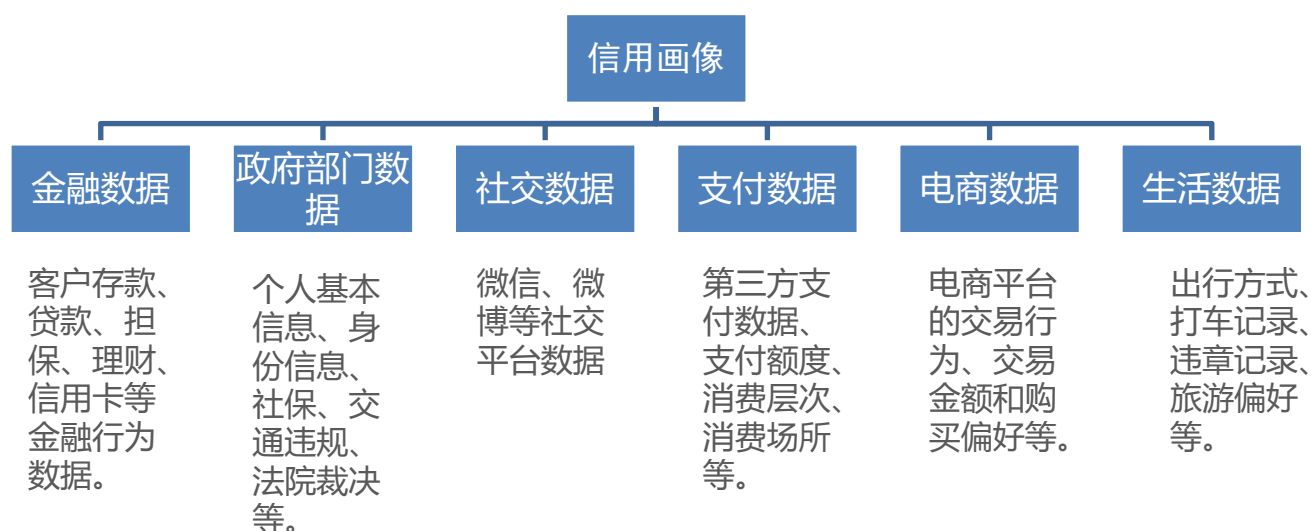 信用画像
金融数据
政府部门数
据
社交数据
支付数据
电商数据
生活数据
客户存款、
贷款、担
保、理财、
信用卡等
金融行为
数据。
个人基本
信息、身
份信息、
社保、交
通违规、
法院裁决
等。
微信、微
博等社交
平台数据
第三方支
付数据、
支付额度、
消费层次、
消费场所
等。
电商平台
的交易行
为、交易
金额和购
买偏好等。
出行方式、
打车记录、
违章记录、
旅游偏好
等。